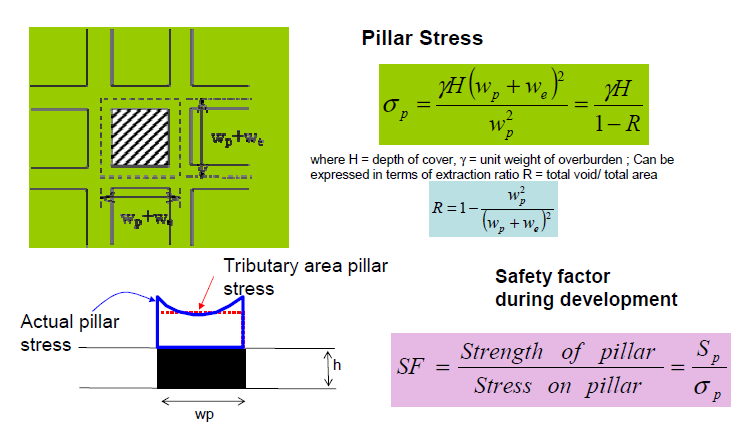 Pillar Stress
σp = γH(wp + we)² / wp² = γH / 1 − R
wp+we
wp+we
where H = depth of cover, γ = unit weight of overburden ; Can be
expressed in terms of extraction ratio R = total void/ total area
R = 1 − wp² / (wp + we)²
Tributary area pillar
stress
Safety factor
during development
Actual pillar
stress
h
SF = Strength of pillar / Stress on pillar = Sp / σp
wp